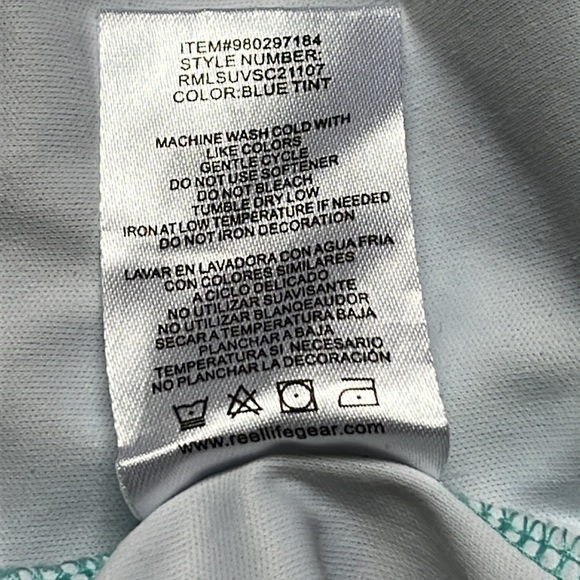 ITEM#980297184
STYLE NUMBER:
RMLSUVSC21107
COLOR:BLUE TINT
MACHINE WASH COLD WITH
LIKE COLORS
GENTLE CYCLE
DO NOT USE SOFTENER
DO NOT BLEACH
TUMBLE DRY LOW
IRON AT LOW TEMPERATURE IF NEEDED
DO NOT IRON DECORATION
LAVAR EN LAVADORA CON AGUA FRIA
CON COLORES SIMILARES
A CICLO DELICADO
NO UTILIZAR SUAVISANTE
NO UTILIZAR BLANQEAUDOR
SECAR A TEMPERATURA BAJA
PLANCHAR A BAJA
TEMPERATURA SI NECESARIO
NO PLANCHAR LA DECORACIÓN
www.reellifegear.com